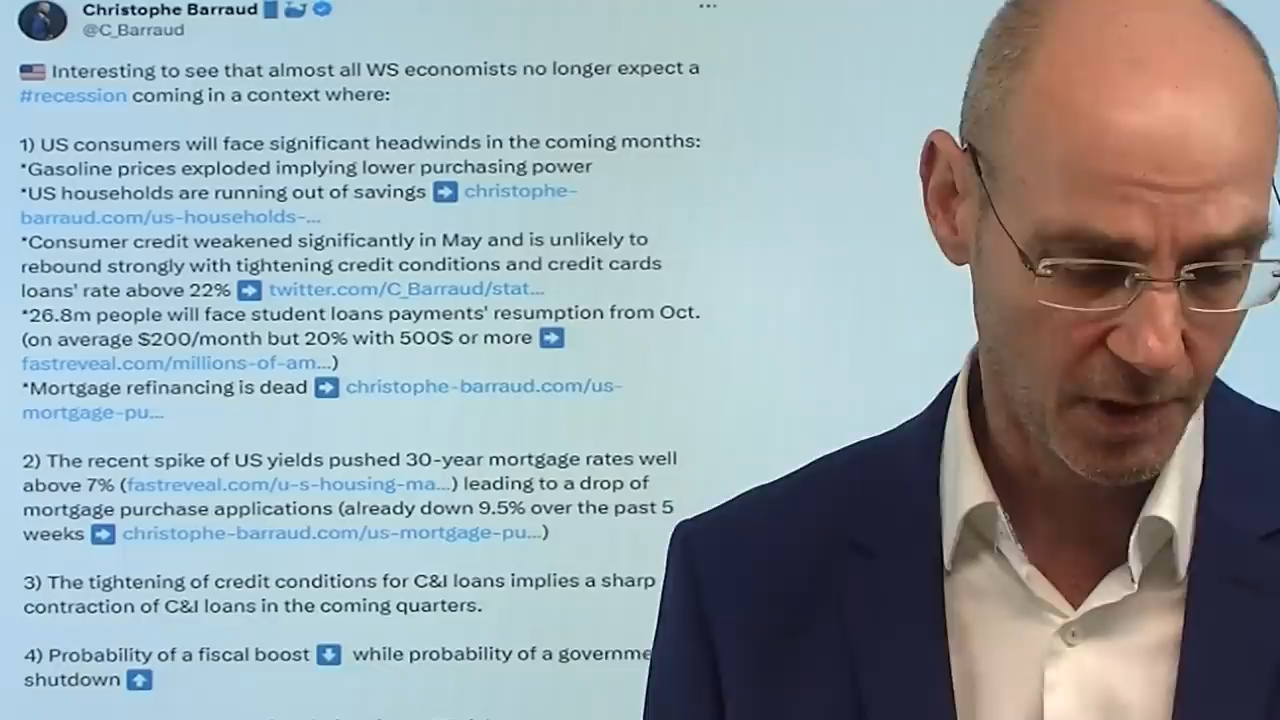 Christophe Barraud
@C_Barraud
Interesting to see that almost all WS economists no longer expect a
#recession coming in a context where:
1) US consumers will face significant headwinds in the coming months:
*Gasoline prices exploded implying lower purchasing power
*US households are running out of savings ➡ christophe-
barraud.com/us-households-...
*Consumer credit weakened significantly in May and is unlikely to
rebound strongly with tightening credit conditions and credit cards
loans' rate above 22% ➡ twitter.com/C_Barraud/stat...
*26.8m people will face student loans payments' resumption from Oct.
(on average $200/month but 20% with 500$ or more ➡
fastreveal.com/millions-of-am...)
*Mortgage refinancing is dead ➡ christophe-barraud.com/us-
mortgage-pu...
2) The recent spike of US yields pushed 30-year mortgage rates well
above 7% (fastreveal.com/u-s-housing-ma...) leading to a drop of
mortgage purchase applications (already down 9.5% over the past 5
weeks ➡ christophe-barraud.com/us-mortgage-pu...)
3) The tightening of credit conditions for C&I loans implies a sharp
contraction of C&I loans in the coming quarters.
4) Probability of a fiscal boost ⬇ while probability of a governme
shutdown ⬆